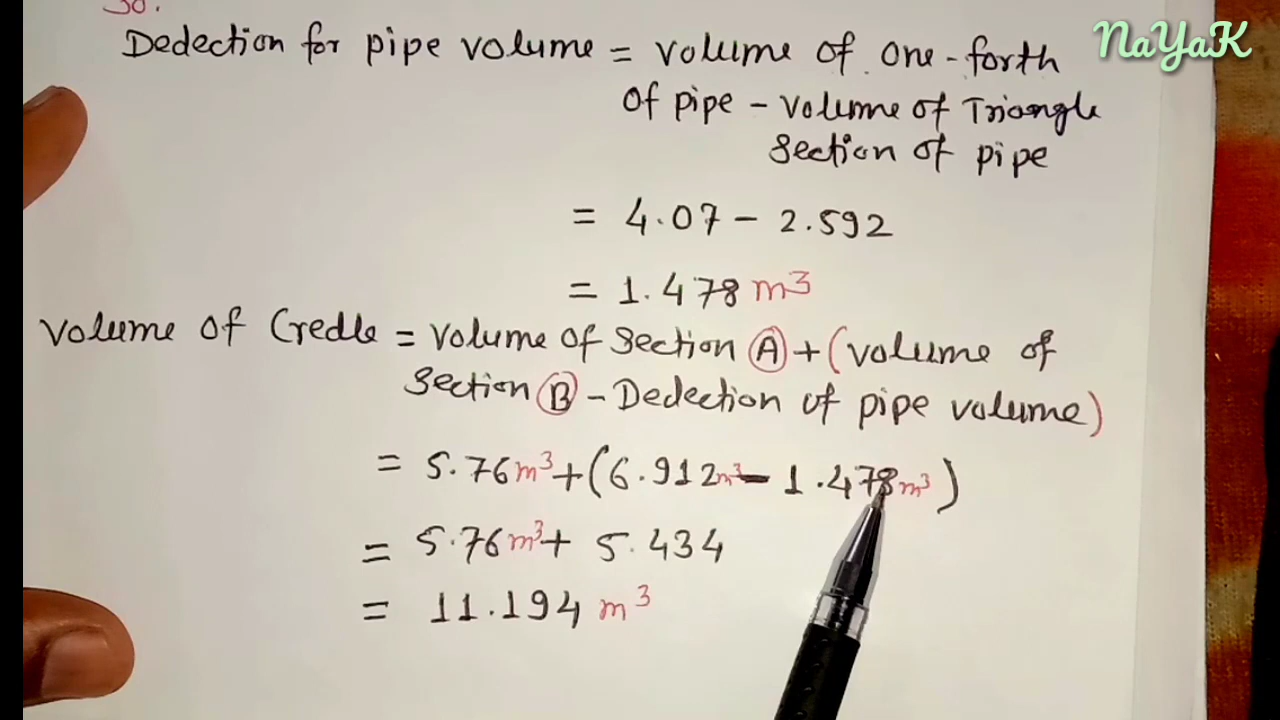 30.
NaYaK
Dedection for pipe volume = volume of one-forth
of pipe - volume of Triangle
section of pipe
= 4.07 - 2.592
= 1.478 m3
volume of Credle = volume of section A + (volume of
section B - Dedection of pipe volume)
= 5.76m3 + (6.912m3 - 1.478m3)
= 5.76m3 + 5.434
= 11.194 m3